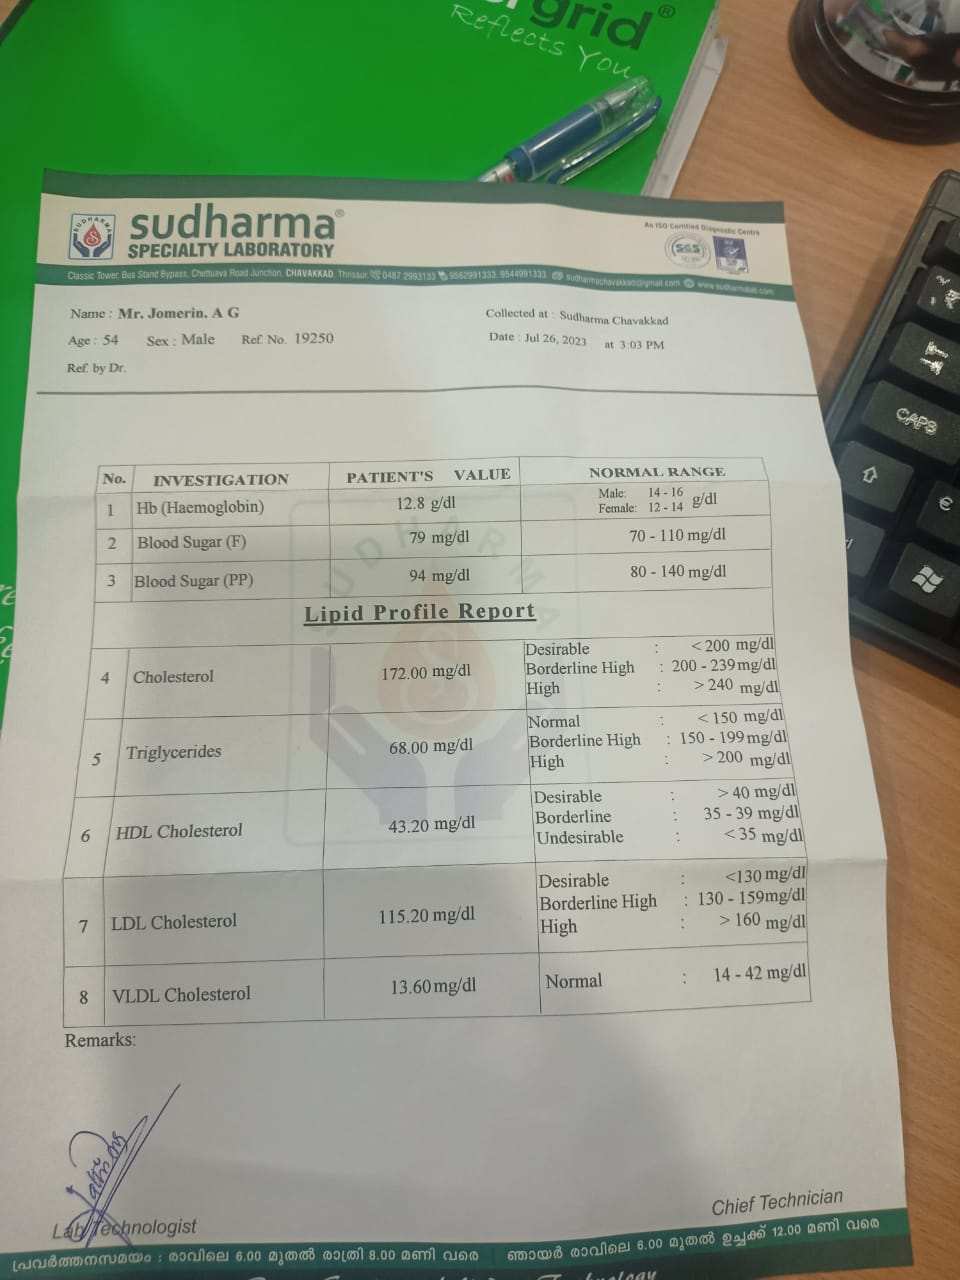 grid®
Reflects You
sudharma®
SPECIALTY LABORATORY
SUDHARMA
An ISO Certified Diagnostic Centre
SGS
Classic Tower, Bus Stand Bypass, Chettuava Road Junction, CHAVAKKAD, Thrissur, 0487 2993133 9562991333, 9544991333 sudharmachavakkad@gmail.com www.sudharmalab.com
Name : Mr. Jomerin. A G
Collected at : Sudharma Chavakkad
Age : 54 Sex : Male Ref. No. 19250
Date : Jul 26, 2023 at 3:03 PM
Ref. by Dr.
No. INVESTIGATION PATIENT'S VALUE NORMAL RANGE
1 Hb (Haemoglobin) 12.8 g/dl Male: 14 - 16 g/dl
Female: 12 - 14
2 Blood Sugar (F) 79 mg/dl 70 - 110 mg/dl
3 Blood Sugar (PP) 94 mg/dl 80 - 140 mg/dl
SUDHARMA
Lipid Profile Report
4 Cholesterol 172.00 mg/dl Desirable : < 200 mg/dl
Borderline High : 200 - 239mg/dl
High : > 240 mg/dl
5 Triglycerides 68.00 mg/dl Normal : < 150 mg/dl
Borderline High : 150 - 199mg/dl
High : > 200 mg/dl
6 HDL Cholesterol 43.20 mg/dl Desirable : > 40 mg/dl
Borderline : 35 - 39 mg/dl
Undesirable : < 35 mg/dl
7 LDL Cholesterol 115.20 mg/dl Desirable : <130 mg/dl
Borderline High : 130 - 159mg/dl
High : > 160 mg/dl
8 VLDL Cholesterol 13.60mg/dl Normal : 14 - 42 mg/dl
Remarks:
Lab Technologist
Chief Technician
പ്രവർത്തനസമയം : രാവിലെ 6.00 മുതൽ രാത്രി 8.00 മണി വരെ ഞായർ രാവിലെ 6.00 മുതൽ ഉച്ചക്ക് 12.00 മണി വരെ
CAPS
€